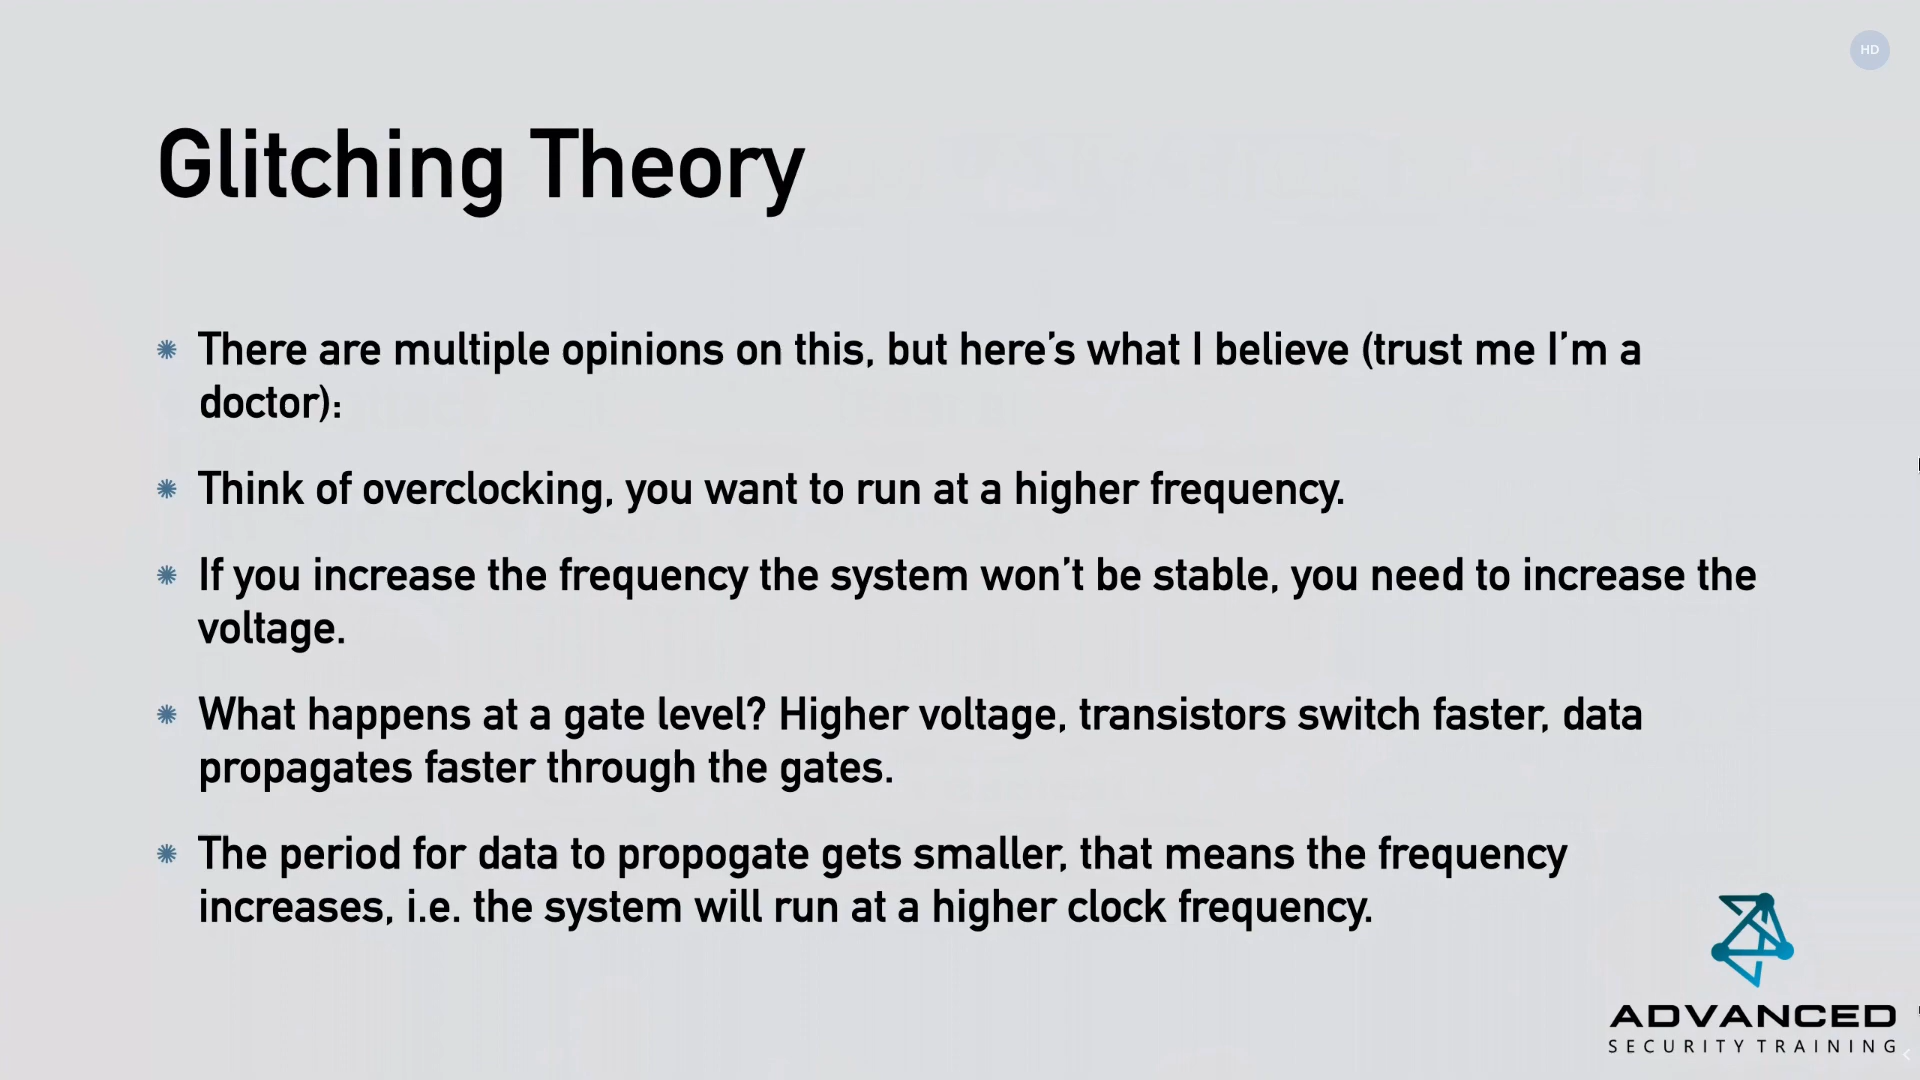 HD
Glitching Theory
There are multiple opinions on this, but here’s what I believe (trust me I’m a
doctor):
Think of overclocking, you want to run at a higher frequency.
If you increase the frequency the system won’t be stable, you need to increase the
voltage.
What happens at a gate level? Higher voltage, transistors switch faster, data
propagates faster through the gates.
The period for data to propogate gets smaller, that means the frequency
increases, i.e. the system will run at a higher clock frequency.
ADVANCED
SECURITY TRAINING